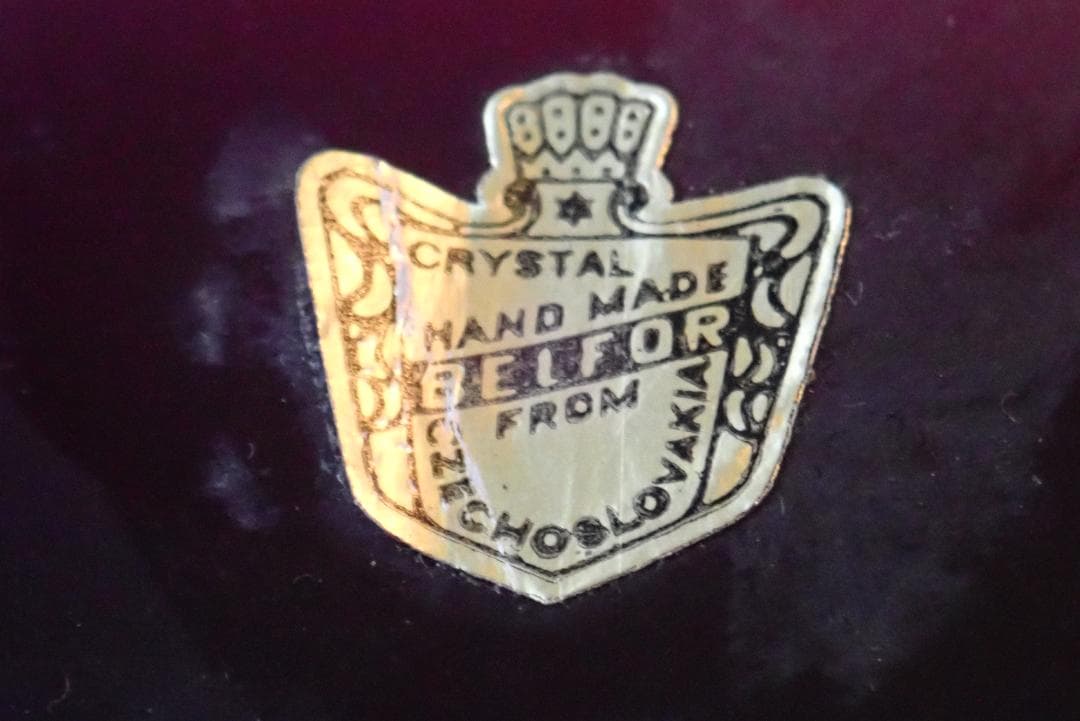 CRYSTAL
HAND MADE
BELFOR
FROM
CZECHOSLOVAKIA